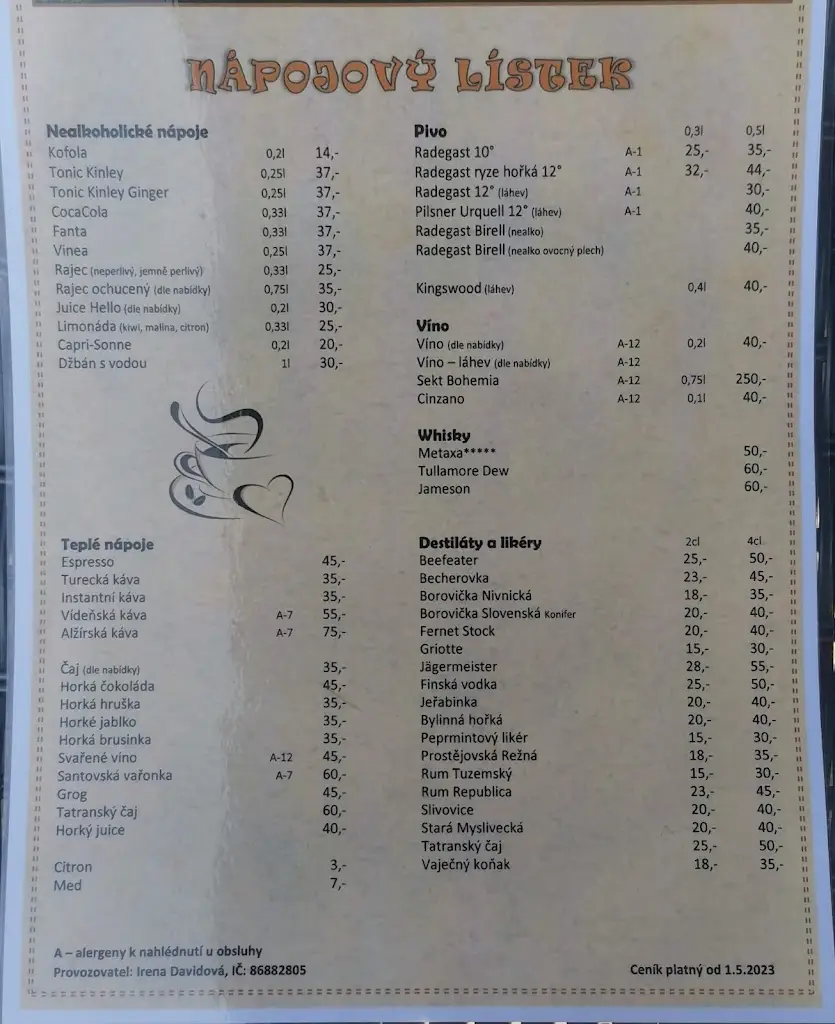 NÁPOJOVÝ LÍSTEK
Nealkoholické nápoje
Kofola 0,2l 14,-
Tonic Kinley 0,25l 37,-
Tonic Kinley Ginger 0,25l 37,-
CocaCola 0,33l 37,-
Fanta 0,33l 37,-
Vinea 0,25l 37,-
Rajec (neperlivý, jemně perlivý) 0,33l 25,-
Rajec ochucený (dle nabídky) 0,75l 35,-
Juice Hello (dle nabídky) 0,2l 30,-
Limonáda (kiwi, malina, citron) 0,33l 25,-
Capri-Sonne 0,2l 20,-
Džbán s vodou 1l 30,-
Teplé nápoje
Espresso 45,-
Turecká káva 35,-
Instantní káva 35,-
Vídeňská káva A-7 55,-
Alžírská káva A-7 75,-
Čaj (dle nabídky) 35,-
Horká čokoláda 45,-
Horká hruška 35,-
Horké jablko 35,-
Horká brusinka 35,-
Svařené víno A-12 45,-
Santovská vařonka A-7 60,-
Grog 45,-
Tatranský čaj 60,-
Horký juice 40,-
Citron 3,-
Med 7,-
Pivo 0,3l 0,5l
Radegast 10° A-1 25,- 35,-
Radegast ryze hořká 12° A-1 32,- 44,-
Radegast 12° (láhev) A-1 30,-
Pilsner Urquell 12° (láhev) A-1 40,-
Radegast Birell (nealko) 35,-
Radegast Birell (nealko ovocný plech) 40,-
Kingswood (láhev) 0,4l 40,-
Víno
Víno (dle nabídky) A-12 0,2l 40,-
Víno – láhev (dle nabídky) A-12
Sekt Bohemia A-12 0,75l 250,-
Cinzano A-12 0,1l 40,-
Whisky
Metaxa***** 50,-
Tullamore Dew 60,-
Jameson 60,-
Destiláty a likéry 2cl 4cl
Beefeater 25,- 50,-
Becherovka 23,- 45,-
Borovička Nivnická 18,- 35,-
Borovička Slovenská Konifer 20,- 40,-
Fernet Stock 20,- 40,-
Griotte 15,- 30,-
Jägermeister 28,- 55,-
Finská vodka 25,- 50,-
Jeřabinka 20,- 40,-
Bylinná hořká 20,- 40,-
Peprmintový likér 15,- 30,-
Prostějovská Režná 18,- 35,-
Rum Tuzemský 15,- 30,-
Rum Republica 23,- 45,-
Slivovice 20,- 40,-
Stará Myslivecká 20,- 40,-
Tatranský čaj 25,- 50,-
Vaječný koňak 18,- 35,-
A – alergeny k nahlédnutí u obsluhy
Provozovatel: Irena Davidová, IČ: 86882805
Ceník platný od 1.5.2023